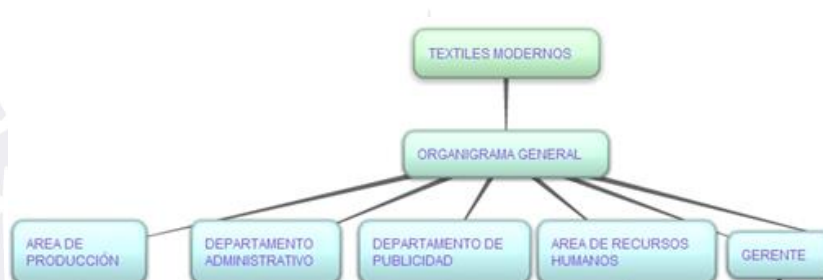 TEXTILES MODERNOS
ORGANIGRAMA GENERAL
AREA DE
PRODUCCIÓN
DEPARTAMENTO
ADMINISTRATIVO
DEPARTAMENTO DE
PUBLICIDAD
AREA DE RECURSOS
HUMANOS
GERENTE